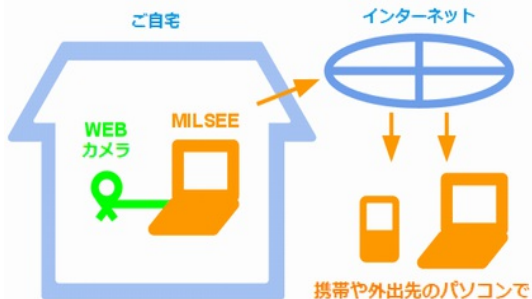 ご自宅
インターネット
WEB
カメラ
MILSEE
携帯や外出先のパソコンで